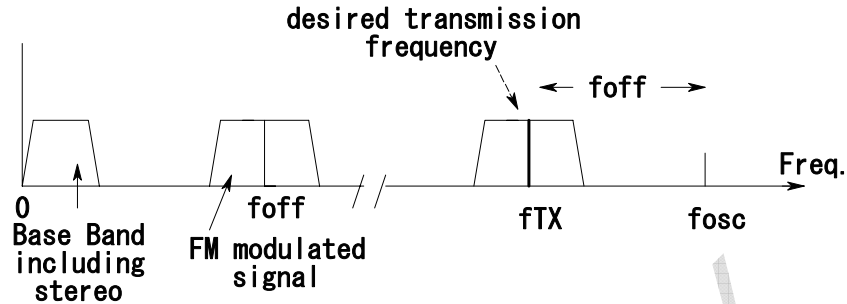 desired transmission
frequency
foff
Freq.
0
foff
fTX
fosc
Base Band
including
stereo
FM modulated
signal